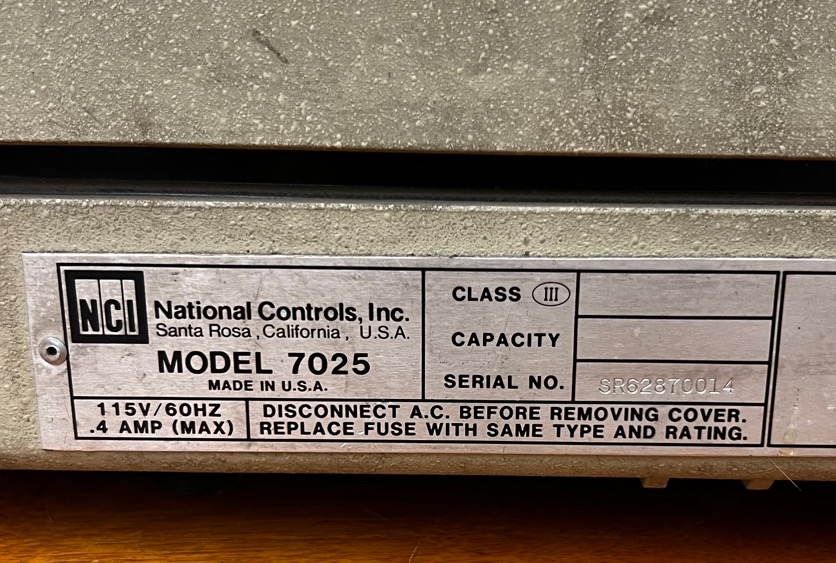 NCI
National Controls, Inc.
Santa Rosa, California, U.S.A.
MODEL 7025
MADE IN U.S.A.
CLASS III
CAPACITY
SERIAL NO. SR62870014
115V/60HZ
.4 AMP (MAX)
DISCONNECT A.C. BEFORE REMOVING COVER.
REPLACE FUSE WITH SAME TYPE AND RATING.